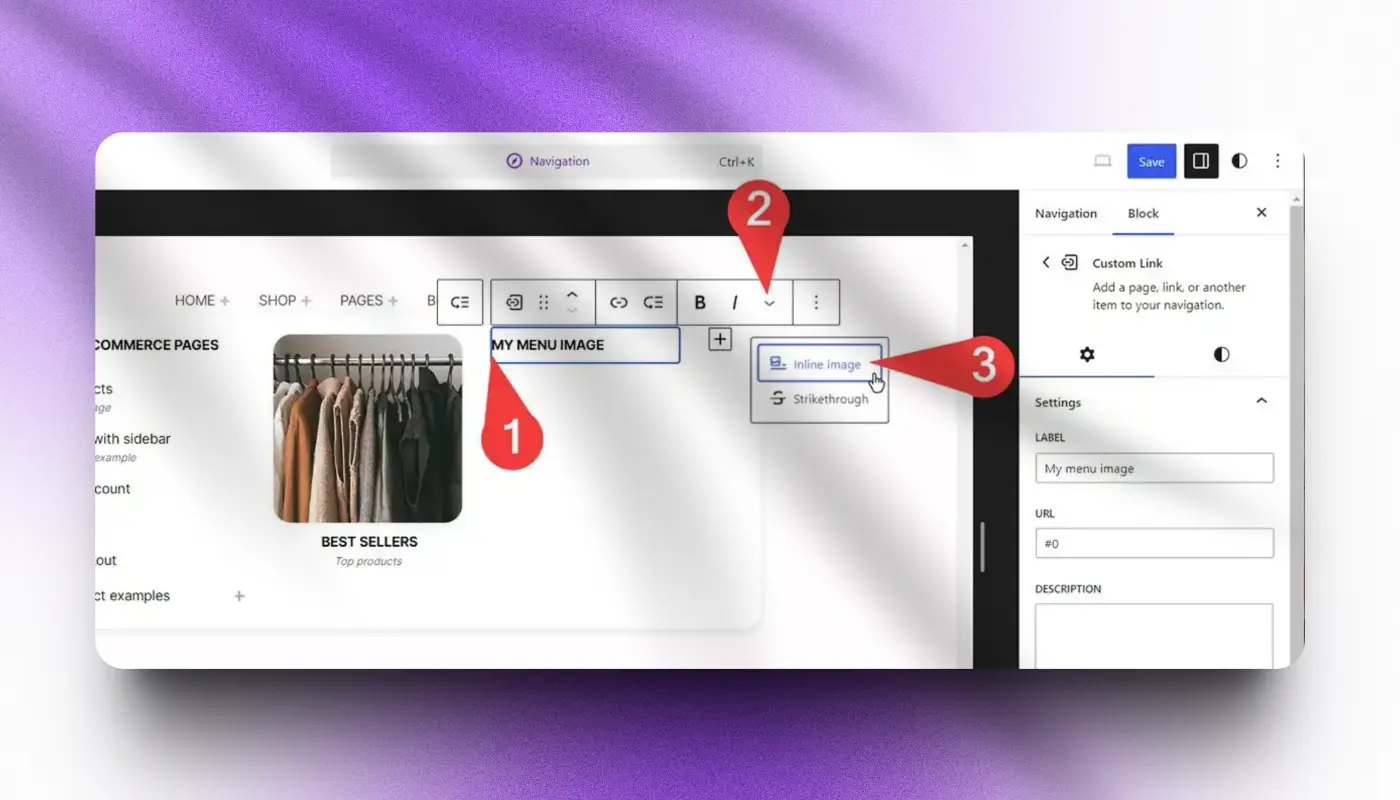 Navigation
Ctrl+K
Save
2
Navigation
Block
Custom Link
Add a page, link, or another
item to your navigation.
HOME +
SHOP +
PAGES +
B
B I
COMMERCE PAGES
MY MENU IMAGE
Inline image
3
Strikethrough
cts
age
with sidebar
example
1
count
BEST SELLERS
Top products
out
ct examples
Settings
LABEL
My menu image
URL
#0
DESCRIPTION